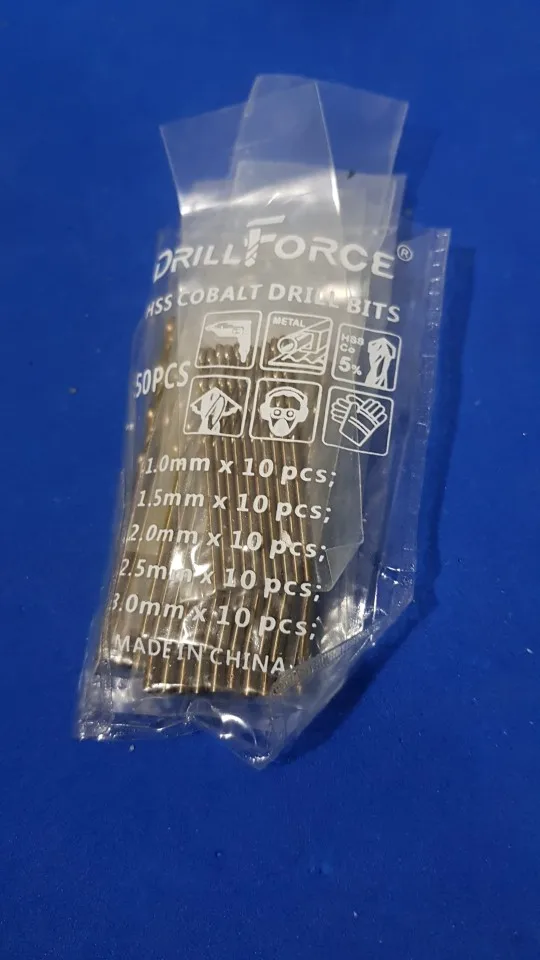 DRILLFORCE®
HSS COBALT DRILL BITS
METAL
HSS
Co
5%
50PCS
1.0mm x 10 pcs;
1.5mm x 10 pcs;
2.0mm x 10 pcs;
2.5mm x 10 pcs;
3.0mm x 10 pcs;
MADE IN CHINA